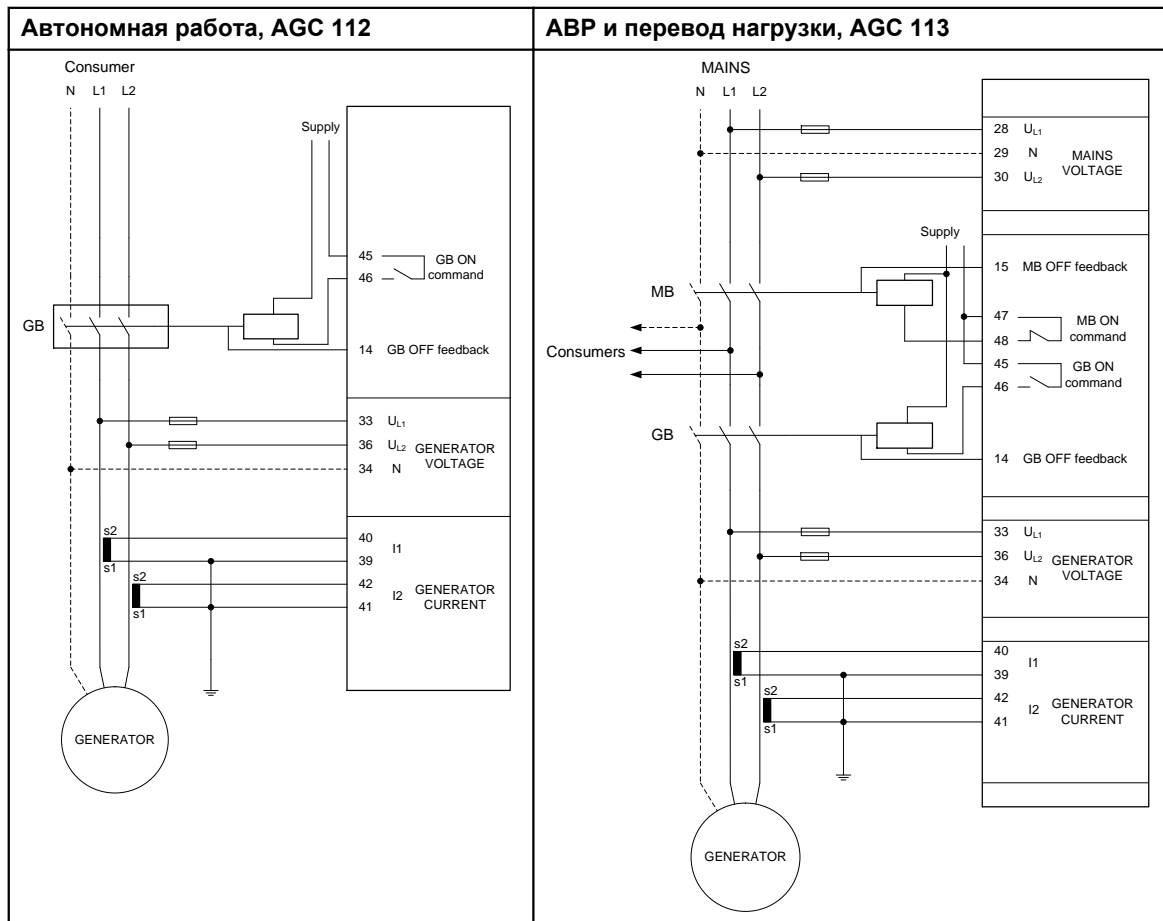 Автономная работа, AGC 112
Consumer
N L1 L2
Supply
45
GB ON
46
command
GB
14 GB OFF feedback
33 UL1
36 UL2 GENERATOR
VOLTAGE
34 N
s2
40
I1
s1
39
s2
42
I2 GENERATOR
CURRENT
s1
41
GENERATOR
АВР и перевод нагрузки, AGC 113
MAINS
N L1 L2
28 UL1
29 N MAINS
VOLTAGE
30 UL2
Supply
15 MB OFF feedback
MB
47
MB ON
48
command
Consumers
45
GB ON
46
command
GB
14 GB OFF feedback
33 UL1
36 UL2 GENERATOR
VOLTAGE
34 N
s2
40
I1
s1
39
s2
42
I2 GENERATOR
CURRENT
s1
41
GENERATOR